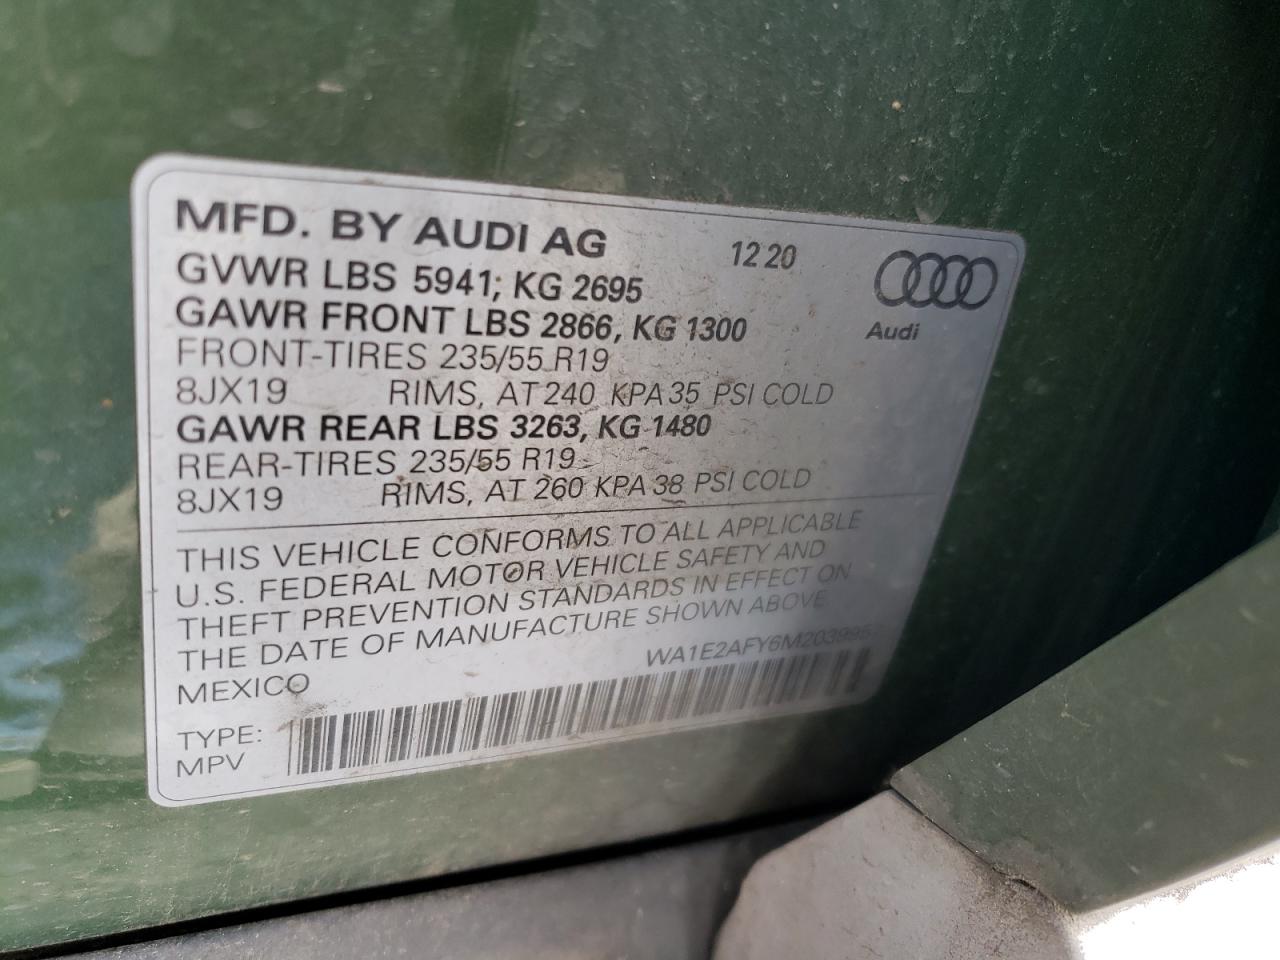 MFD. BY AUDI AG
12 20
GVWR LBS 5941; KG 2695
GAWR FRONT LBS 2866, KG 1300
Audi
FRONT-TIRES 235/55 R19
8JX19 RIMS, AT 240 KPA 35 PSI COLD
GAWR REAR LBS 3263, KG 1480
REAR-TIRES 235/55 R19
8JX19 RIMS, AT 260 KPA 38 PSI COLD
THIS VEHICLE CONFORMS TO ALL APPLICABLE
U.S. FEDERAL MOTOR VEHICLE SAFETY AND
THEFT PREVENTION STANDARDS IN EFFECT ON
THE DATE OF MANUFACTURE SHOWN ABOVE
MEXICO
TYPE:
MPV